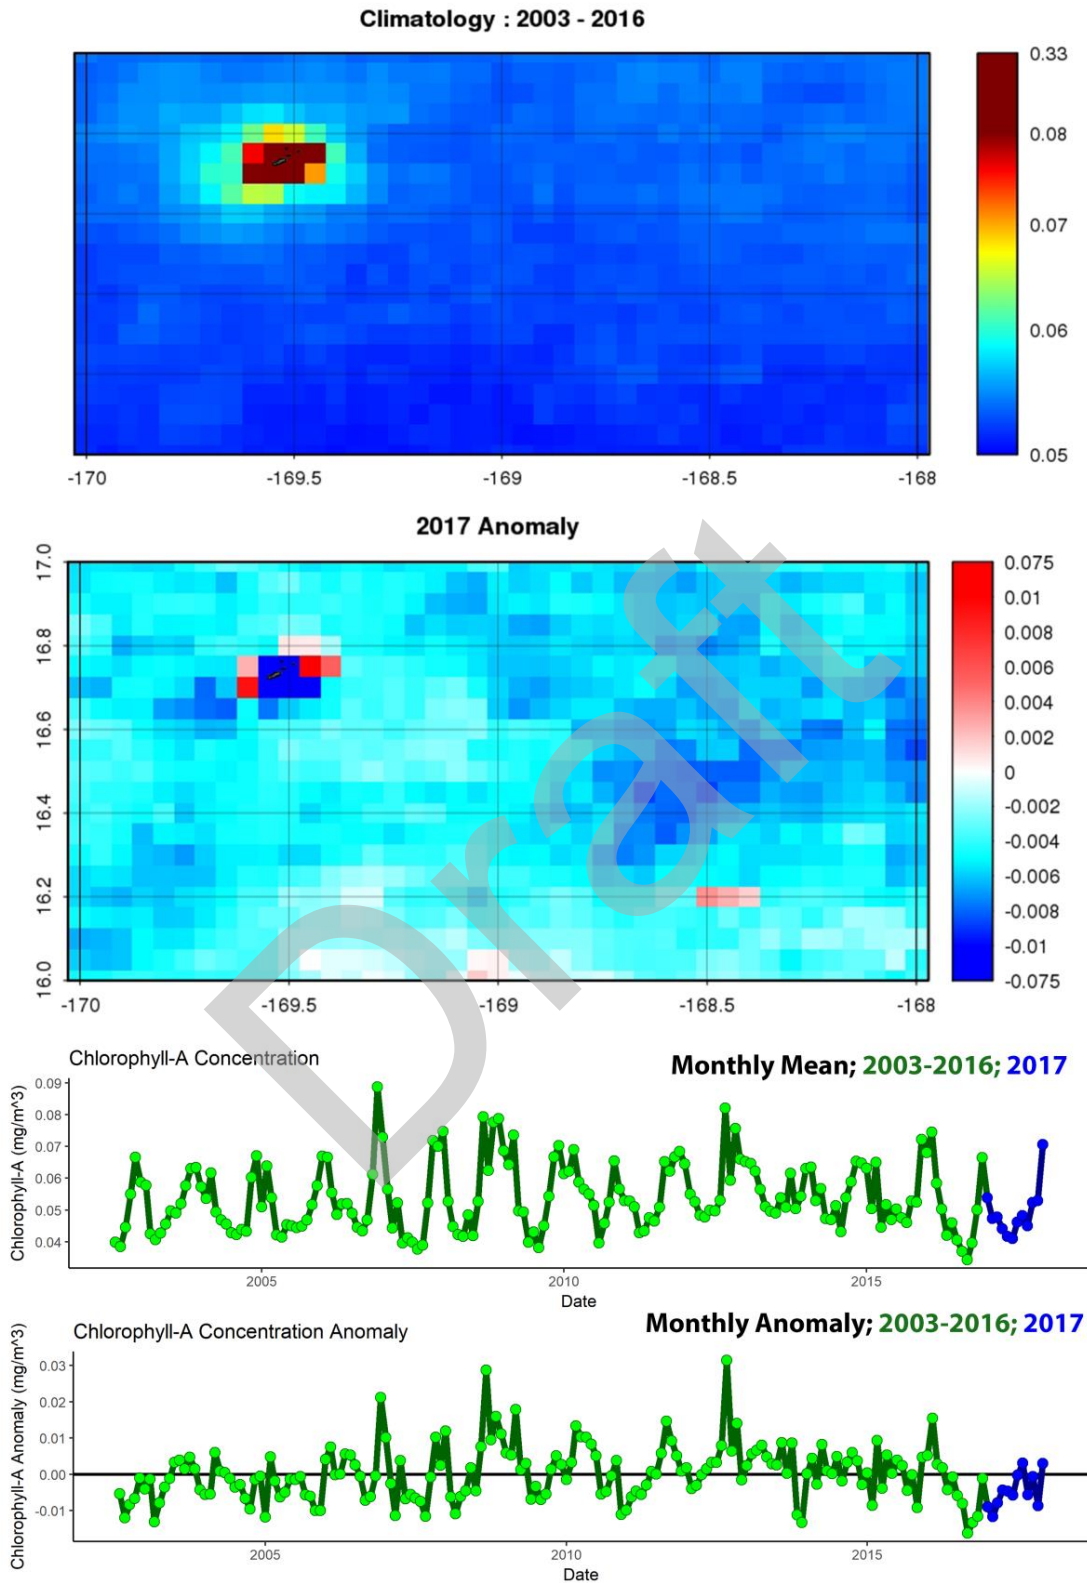 Climatology : 2003 - 2016
0.33
0.08
0.07
0.06
0.05
-170 -169.5 -169 -168.5 -168
2017 Anomaly
17.0
16.8
16.6
16.4
16.2
16.0
0.075
0.01
0.008
0.006
0.004
0.002
0
-0.002
-0.004
-0.006
-0.008
-0.01
-0.075
-170 -169.5 -169 -168.5 -168
Draft
Chlorophyll-A Concentration
Monthly Mean; 2003-2016; 2017
Chlorophyll-A (mg/m^3)
0.09
0.08
0.07
0.06
0.05
0.04
2005 2010 2015
Date
Chlorophyll-A Concentration Anomaly
Monthly Anomaly; 2003-2016; 2017
Chlorophyll-A Anomaly (mg/m^3)
0.03
0.02
0.01
0.00
-0.01
2005 2010 2015
Date